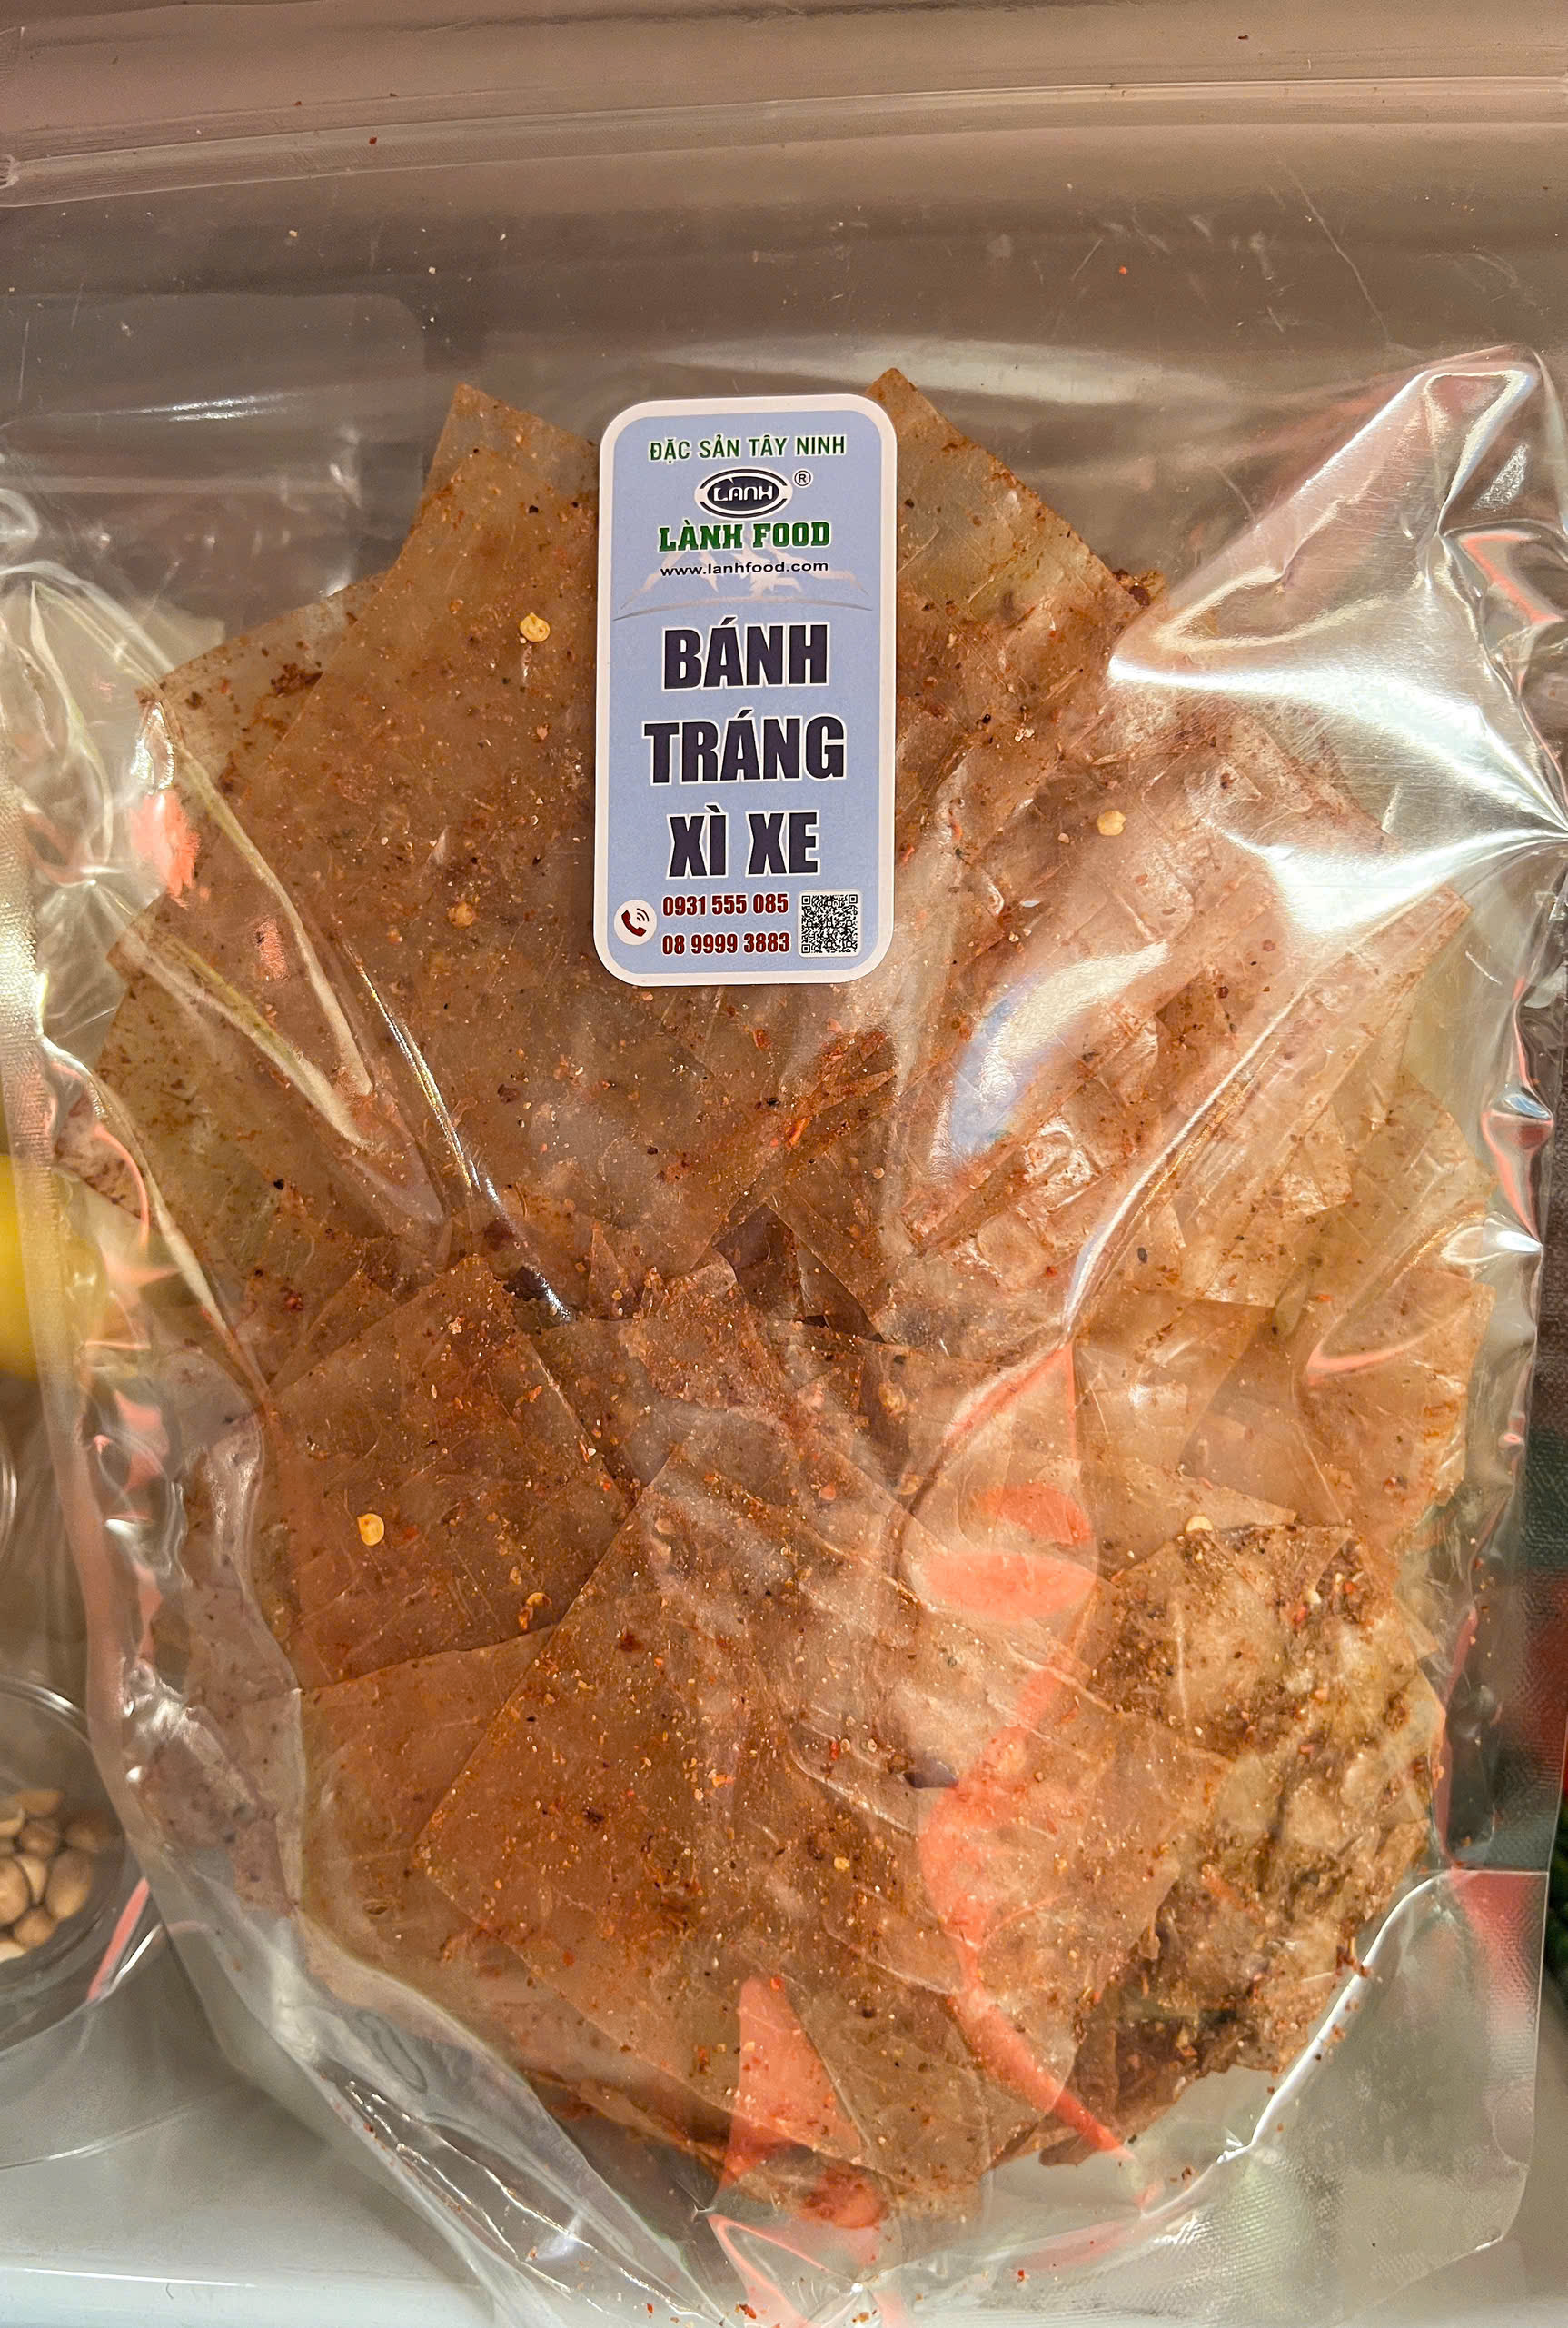 ĐẶC SẢN TÂY NINH
LANH ®
LÀNH FOOD
www.lanhfood.com
BÁNH
TRÁNG
XÌ XE
0931 555 085
08 9999 3883